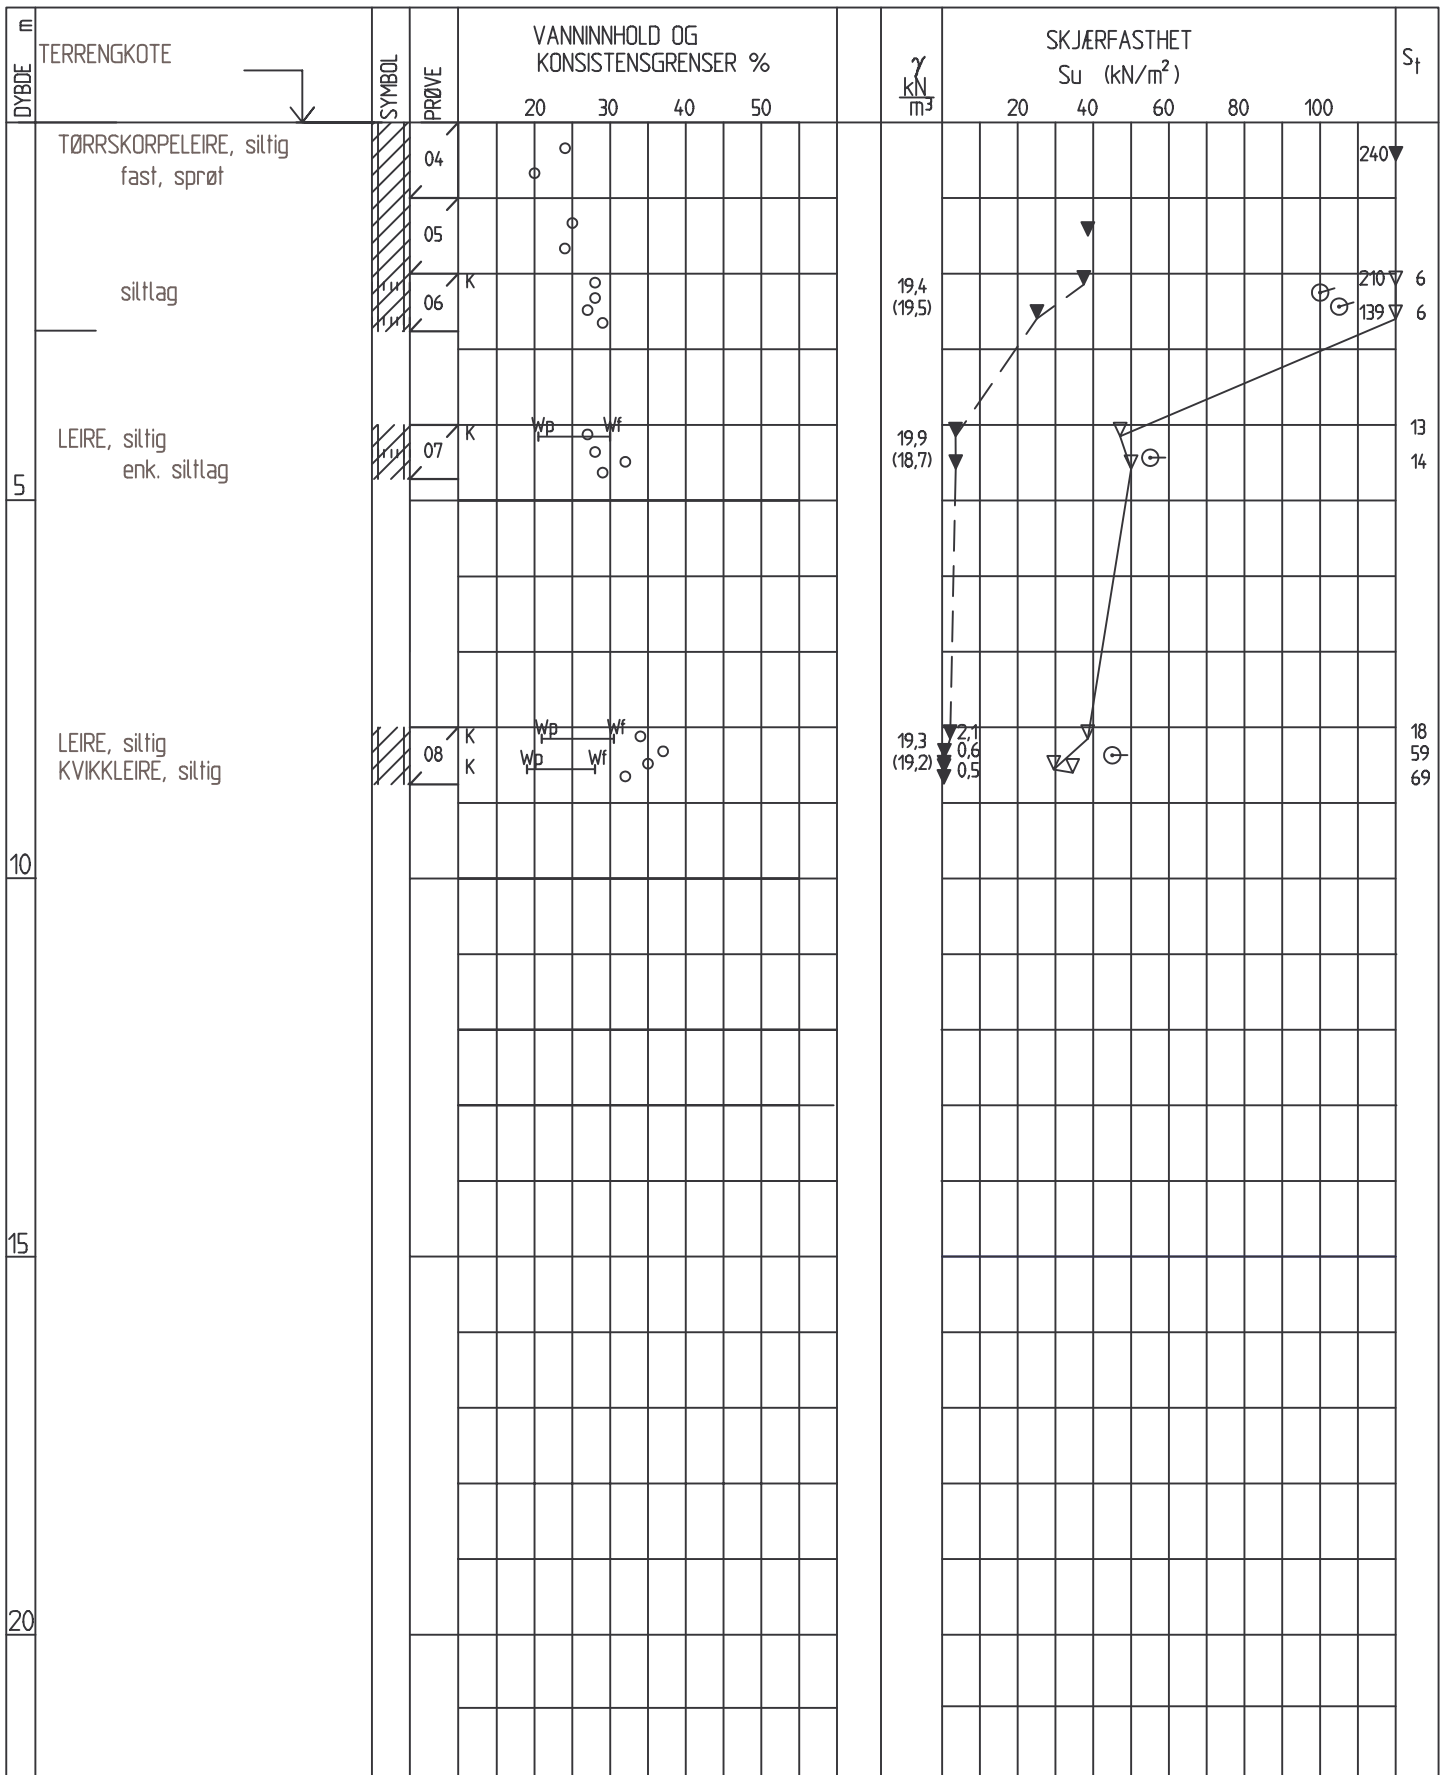 DYBDE m
TERRENGKOTE
SYMBOL
PRØVE
VANNINNHOLD OG
KONSISTENSGRENSER %
20 30 40 50
γ
kN
m³
SKJÆRFASTHET
Su (kN/m²)
20 40 60 80 100
St
TØRRSKORPELEIRE, siltig
fast, sprøt
04
240
05
siltlag
06
K
19,4
(19,5)
210
6
139
6
LEIRE, siltig
enk. siltlag
07
K
Wp Wf
19,9
(18,7)
13
14
5
LEIRE, siltig
KVIKKLEIRE, siltig
08
K
K
Wp Wf
Wp Wf
19,3
(19,2)
2,1
0,6
0,5
18
59
69
10
15
20